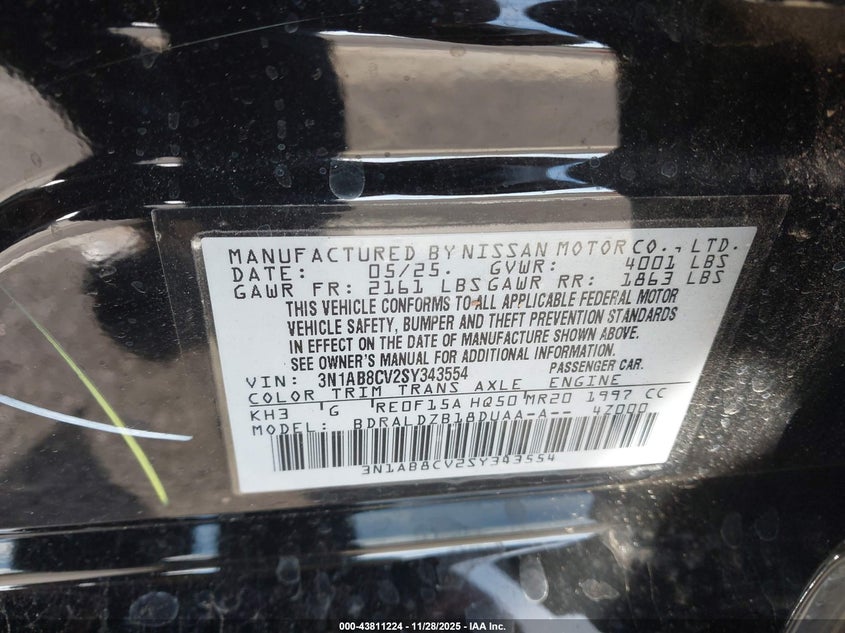 MANUFACTURED BY NISSAN MOTOR CO., LTD.
DATE: 05/25. GVWR: 4001 LBS
GAWR FR: 2161 LBS GAWR RR: 1863 LBS
THIS VEHICLE CONFORMS TO ALL APPLICABLE FEDERAL MOTOR
VEHICLE SAFETY, BUMPER AND THEFT PREVENTION STANDARDS
IN EFFECT ON THE DATE OF MANUFACTURE SHOWN ABOVE.
SEE OWNER'S MANUAL FOR ADDITIONAL INFORMATION.
VIN: 3N1AB8CV2SY343554 PASSENGER CAR.
COLOR TRIM TRANS AXLE ENGINE
KH3 G RE0F15A HQ50 MR20 1997 CC
MODEL: BDRALDZB18DUAA-A-- 4Z000
3N1AB8CV2SY343554
000-43811224 | 11/28/2025 | IAA Inc.